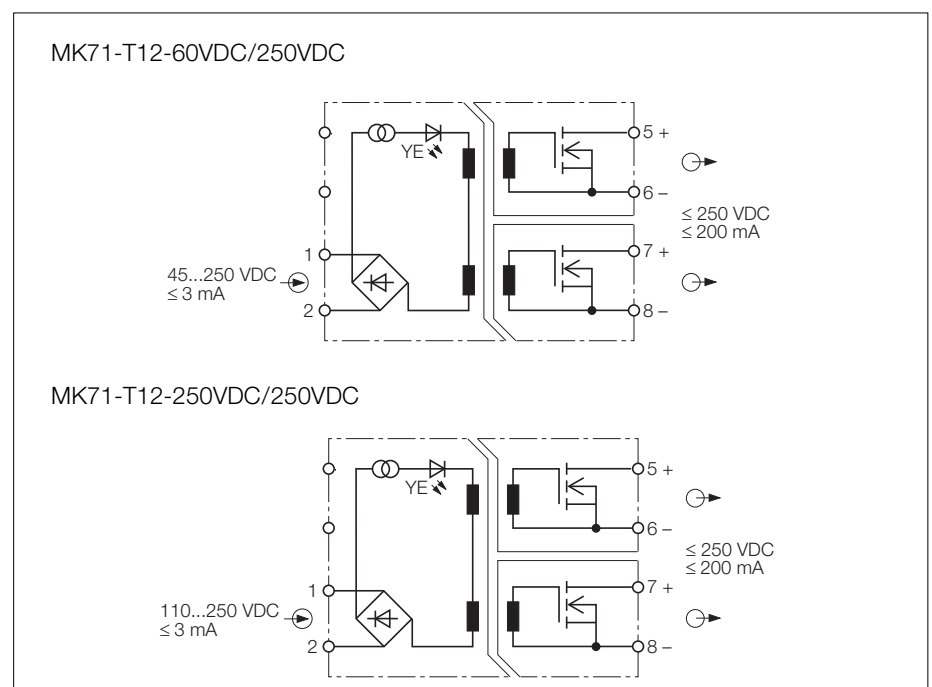 MK71-T12-60VDC/250VDC
YE
5 +
6 –
≤ 250 VDC
≤ 200 mA
1
7 +
45...250 VDC
≤ 3 mA
2
8 –
MK71-T12-250VDC/250VDC
YE
5 +
6 –
≤ 250 VDC
≤ 200 mA
1
7 +
110...250 VDC
≤ 3 mA
2
8 –